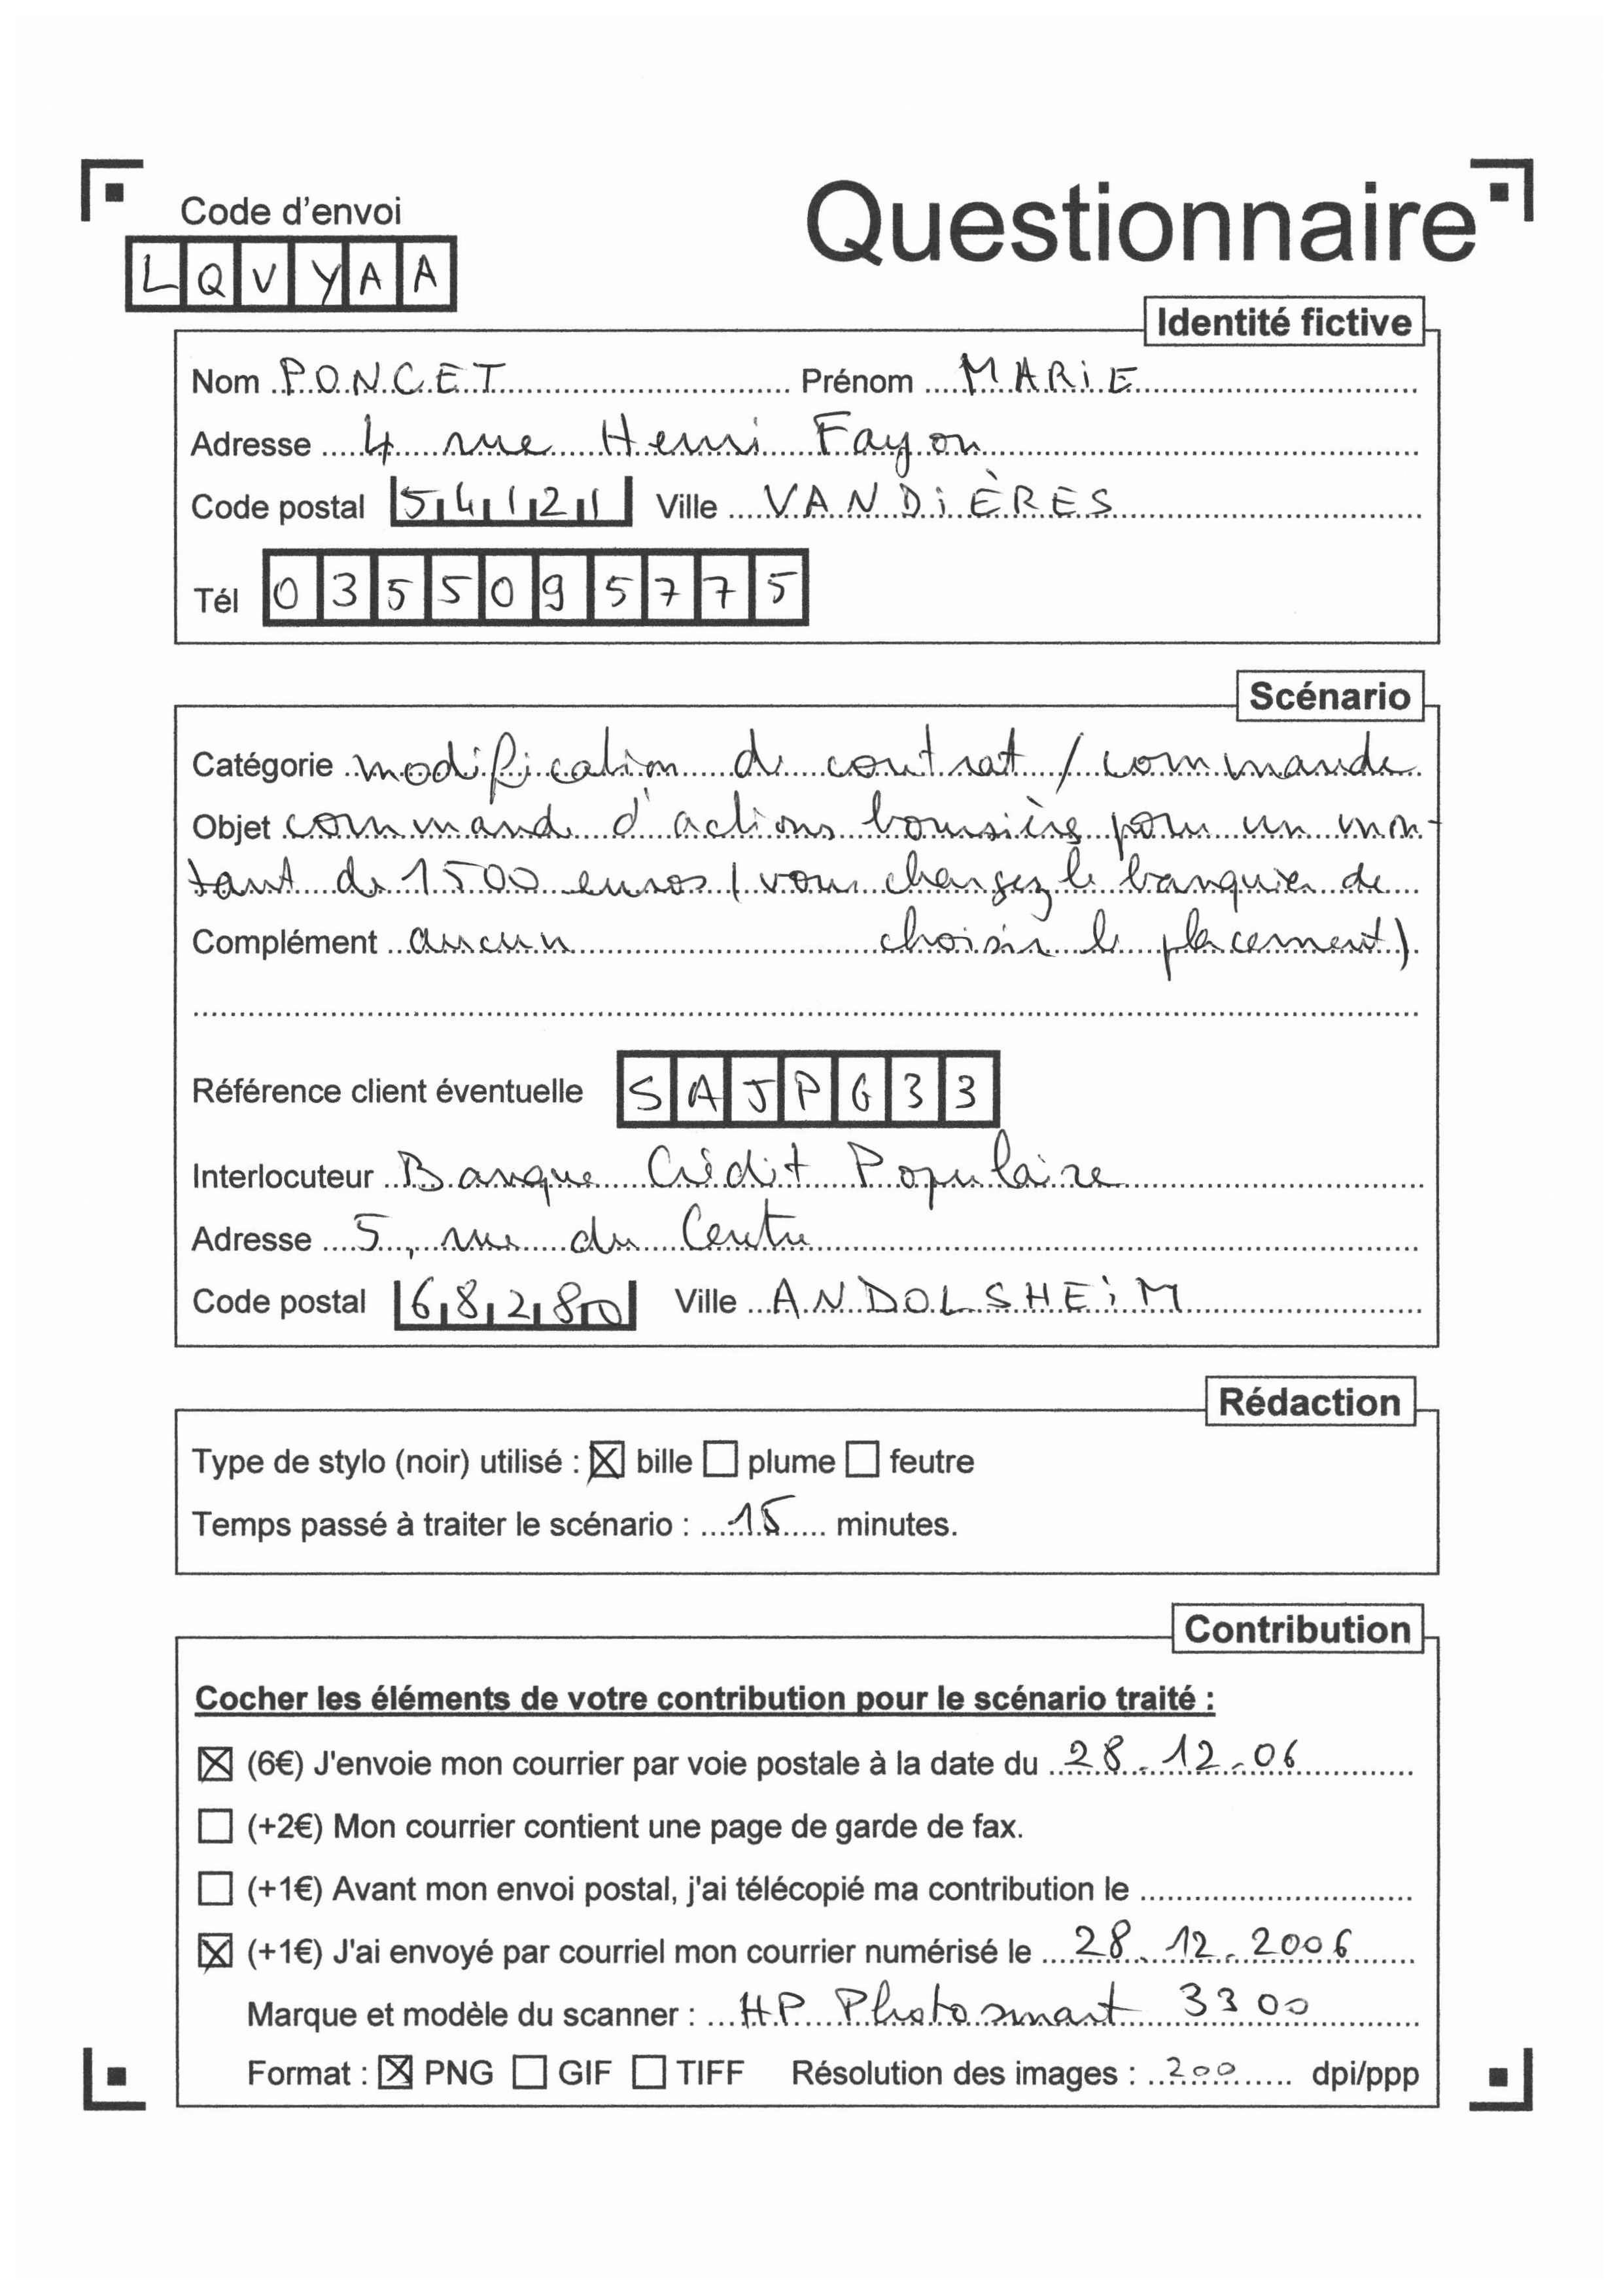 Code d'envoi
Questionnaire
LQVYAA
Identité fictive
Nom PONCET Prénom MARiE
Adresse 4 rue Henri Fayon
Code postal 54121 Ville VANDiÈRES
Tél 0355095775
Scénario
Catégorie modification de contrat / commande
Objet commande d'actions boursières pour un mon-
tant de 1500 euros (vous chargez le banquier de
Complément aucun choisir le placement)
Référence client éventuelle SAJPG33
Interlocuteur Banque Crédit Populaire
Adresse 5, rue du Centre
Code postal 68280 Ville ANDOLSHEiM
Rédaction
Type de stylo (noir) utilisé : ☒ bille ☐ plume ☐ feutre
Temps passé à traiter le scénario : 15 minutes.
Contribution
Cocher les éléments de votre contribution pour le scénario traité :
☒ (6€) J'envoie mon courrier par voie postale à la date du 28.12.06
☐ (+2€) Mon courrier contient une page de garde de fax.
☐ (+1€) Avant mon envoi postal, j'ai télécopié ma contribution le
☒ (+1€) J'ai envoyé par courriel mon courrier numérisé le 28.12.2006
Marque et modèle du scanner : HP Photosmart 3300
Format : ☒ PNG ☐ GIF ☐ TIFF Résolution des images : 200 dpi/ppp